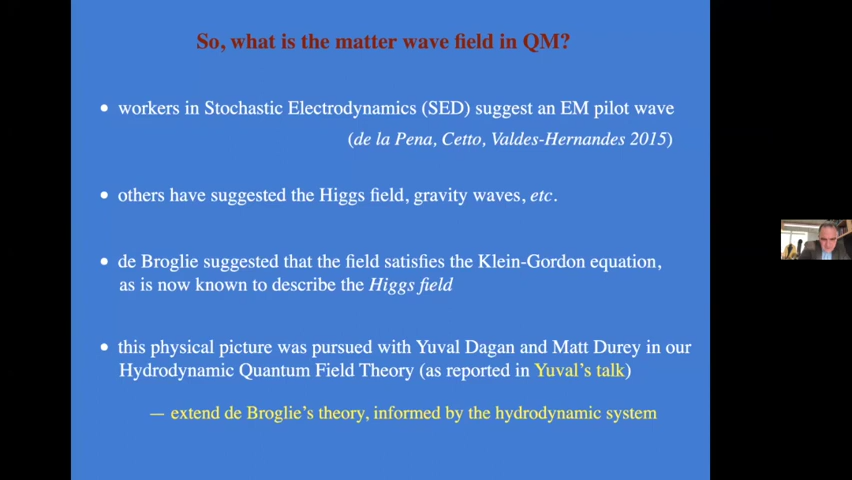 So, what is the matter wave field in QM?
• workers in Stochastic Electrodynamics (SED) suggest an EM pilot wave
(de la Pena, Cetto, Valdes-Hernandes 2015)
• others have suggested the Higgs field, gravity waves, etc.
• de Broglie suggested that the field satisfies the Klein-Gordon equation,
as is now known to describe the Higgs field
• this physical picture was pursued with Yuval Dagan and Matt Durey in our
Hydrodynamic Quantum Field Theory (as reported in Yuval's talk)
— extend de Broglie's theory, informed by the hydrodynamic system